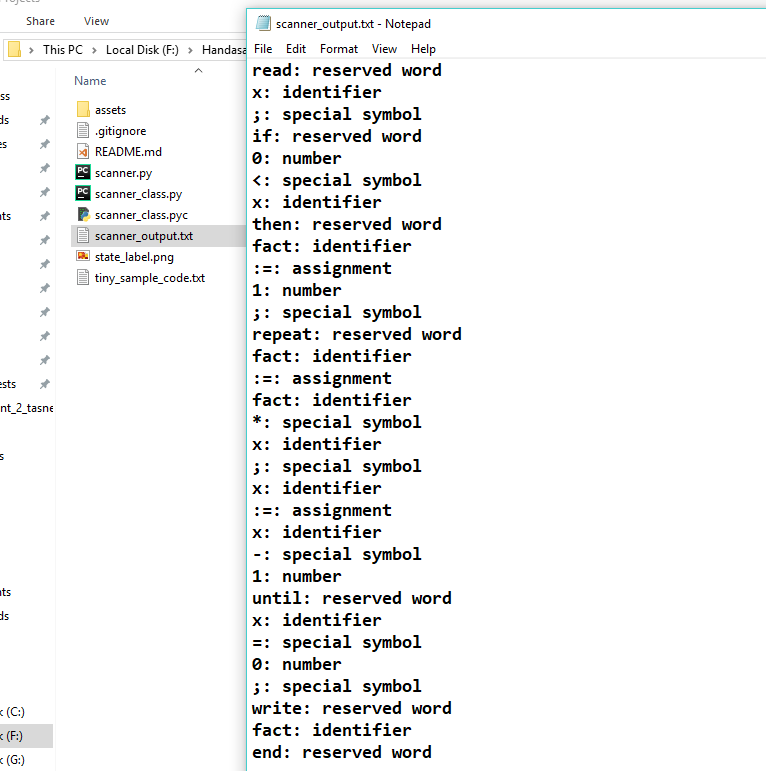 Share View
This PC > Local Disk (F:) > Handasa
Name
ss
ds
es
nts
ests
nt_2_tasne
s
nts
ds
k (C:)
k (F:)
k (G:)
assets
.gitignore
README.md
scanner.py
scanner_class.py
scanner_class.pyc
scanner_output.txt
state_label.png
tiny_sample_code.txt
scanner_output.txt - Notepad
File Edit Format View Help
read: reserved word
x: identifier
;: special symbol
if: reserved word
0: number
<: special symbol
x: identifier
then: reserved word
fact: identifier
:=: assignment
1: number
;: special symbol
repeat: reserved word
fact: identifier
:=: assignment
fact: identifier
*: special symbol
x: identifier
;: special symbol
x: identifier
:=: assignment
x: identifier
-: special symbol
1: number
until: reserved word
x: identifier
=: special symbol
0: number
;: special symbol
write: reserved word
fact: identifier
end: reserved word